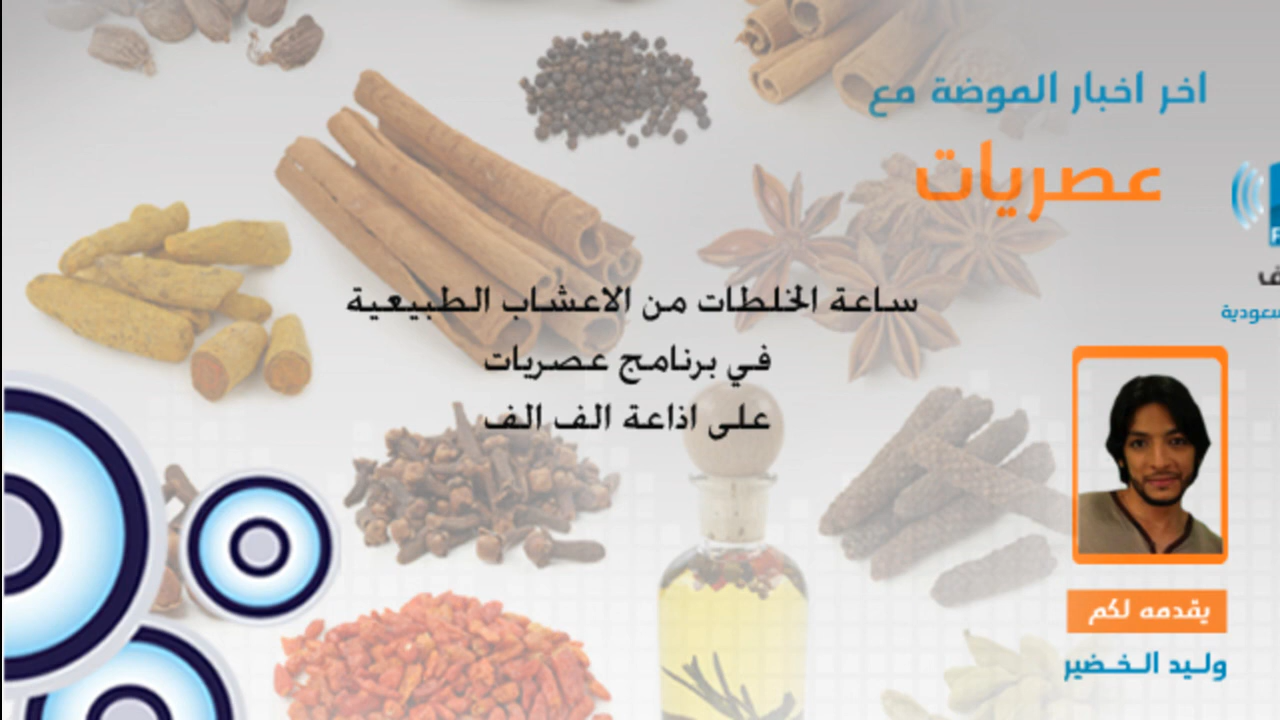 اخر اخبار الموضة مع
عصريات
ساعة الخلطات من الاعشاب الطبيعية
في برنامج عصريات
على اذاعة الف الف
يقدمه لكم
وليد الخضير